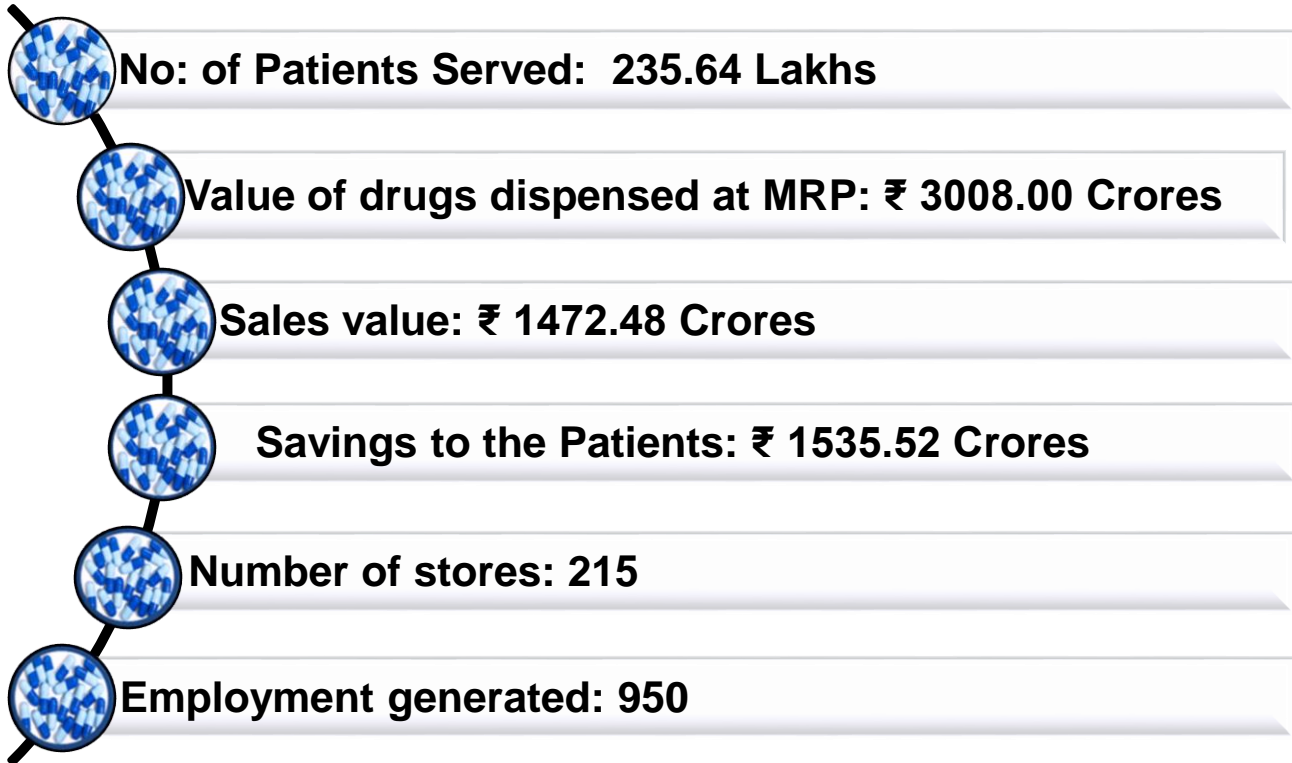 No: of Patients Served: 235.64 Lakhs
Value of drugs dispensed at MRP: ₹ 3008.00 Crores
Sales value: ₹ 1472.48 Crores
Savings to the Patients: ₹ 1535.52 Crores
Number of stores: 215
Employment generated: 950